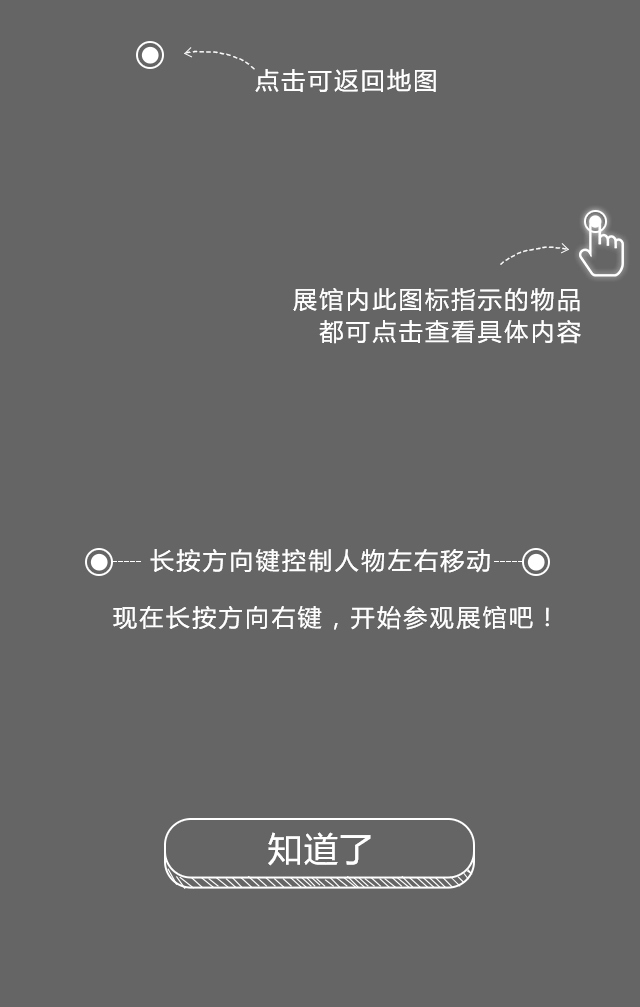 点击可返回地图
展馆内此图标指示的物品
都可点击查看具体内容
长按方向键控制人物左右移动
现在长按方向右键，开始参观展馆吧！
知道了